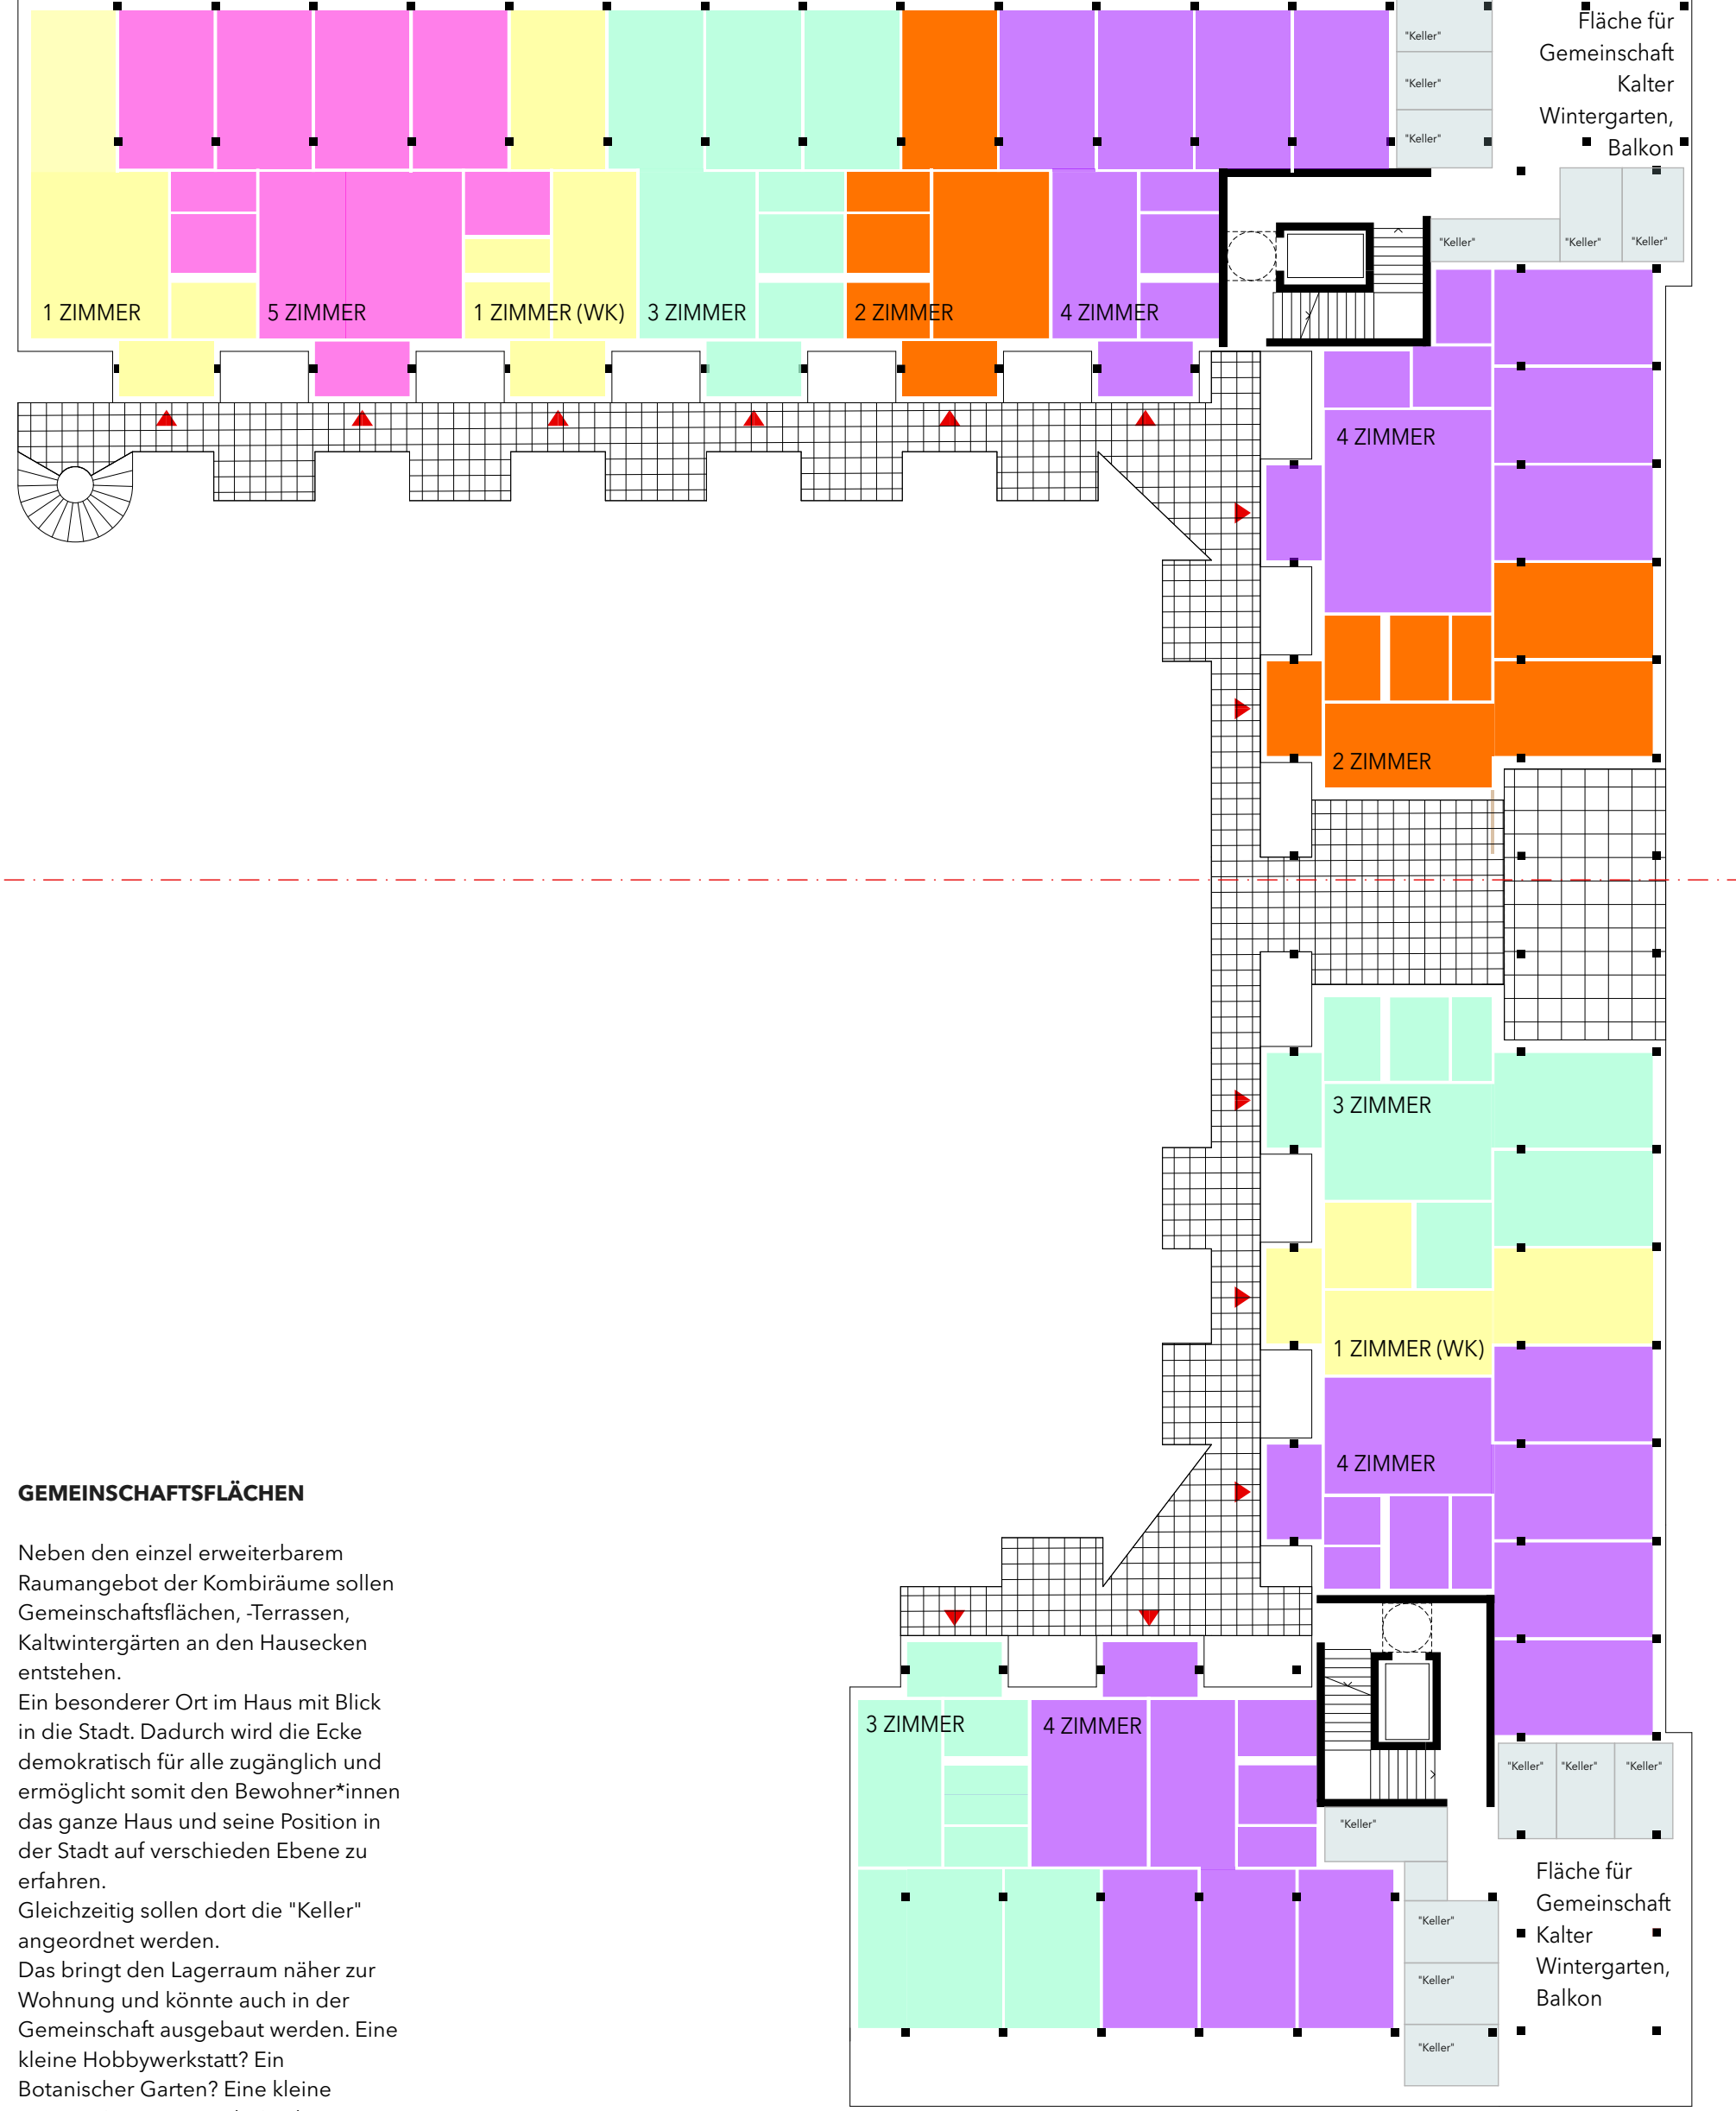 "Keller"
"Keller"
"Keller"
Fläche für
Gemeinschaft
Kalter
Wintergarten,
Balkon
"Keller"
"Keller"
"Keller"
1 ZIMMER
5 ZIMMER
1 ZIMMER (WK)
3 ZIMMER
2 ZIMMER
4 ZIMMER
4 ZIMMER
2 ZIMMER
3 ZIMMER
1 ZIMMER (WK)
4 ZIMMER
3 ZIMMER
4 ZIMMER
"Keller"
"Keller"
"Keller"
"Keller"
"Keller"
"Keller"
"Keller"
Fläche für
Gemeinschaft
Kalter
Wintergarten,
Balkon
GEMEINSCHAFTSFLÄCHEN
Neben den einzel erweiterbarem
Raumangebot der Kombiräume sollen
Gemeinschaftsflächen, -Terrassen,
Kaltwintergärten an den Hausecken
entstehen.
Ein besonderer Ort im Haus mit Blick
in die Stadt. Dadurch wird die Ecke
demokratisch für alle zugänglich und
ermöglicht somit den Bewohner*innen
das ganze Haus und seine Position in
der Stadt auf verschieden Ebene zu
erfahren.
Gleichzeitig sollen dort die "Keller"
angeordnet werden.
Das bringt den Lagerraum näher zur
Wohnung und könnte auch in der
Gemeinschaft ausgebaut werden. Eine
kleine Hobbywerkstatt? Ein
Botanischer Garten? Eine kleine